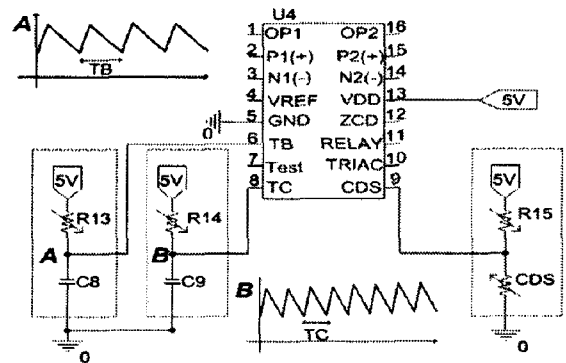 A
TB
U4
1 OP1 OP2 16
2 P1(+) P2(+) 15
3 N1(-) N2(-) 14
4 VREF VDD 13
5 GND ZCD 12
6 TB RELAY 11
7 Test TRIAC 10
8 TC CDS 9
5V
0
5V
R13
A
C8
5V
R14
B
C9
5V
R15
CDS
B
TC
0
0